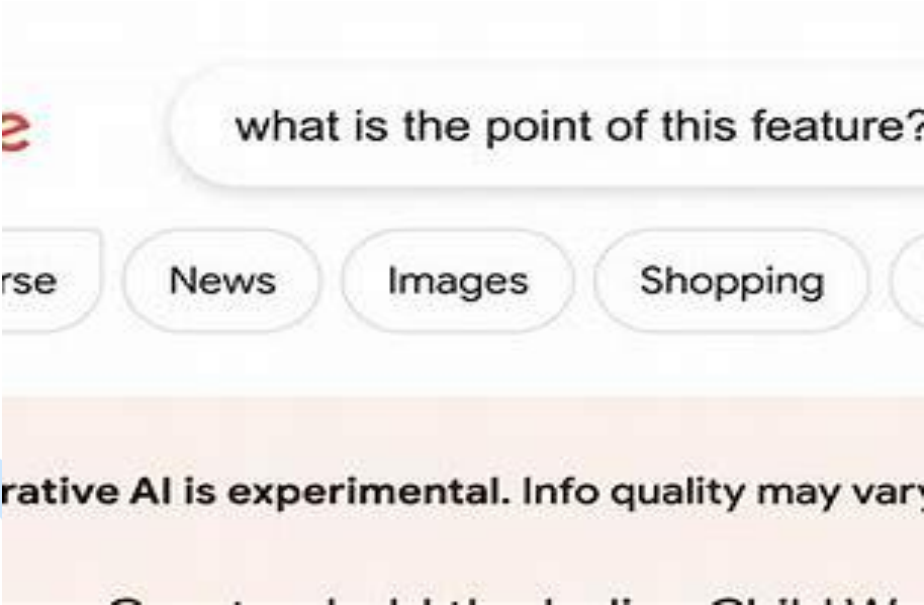 e what is the point of this feature?
rse News Images Shopping
rative AI is experimental. Info quality may vary